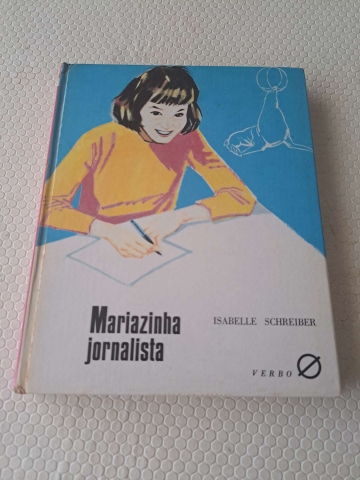 Mariazinha
jornalista
ISABELLE SCHREIBER
VERBO